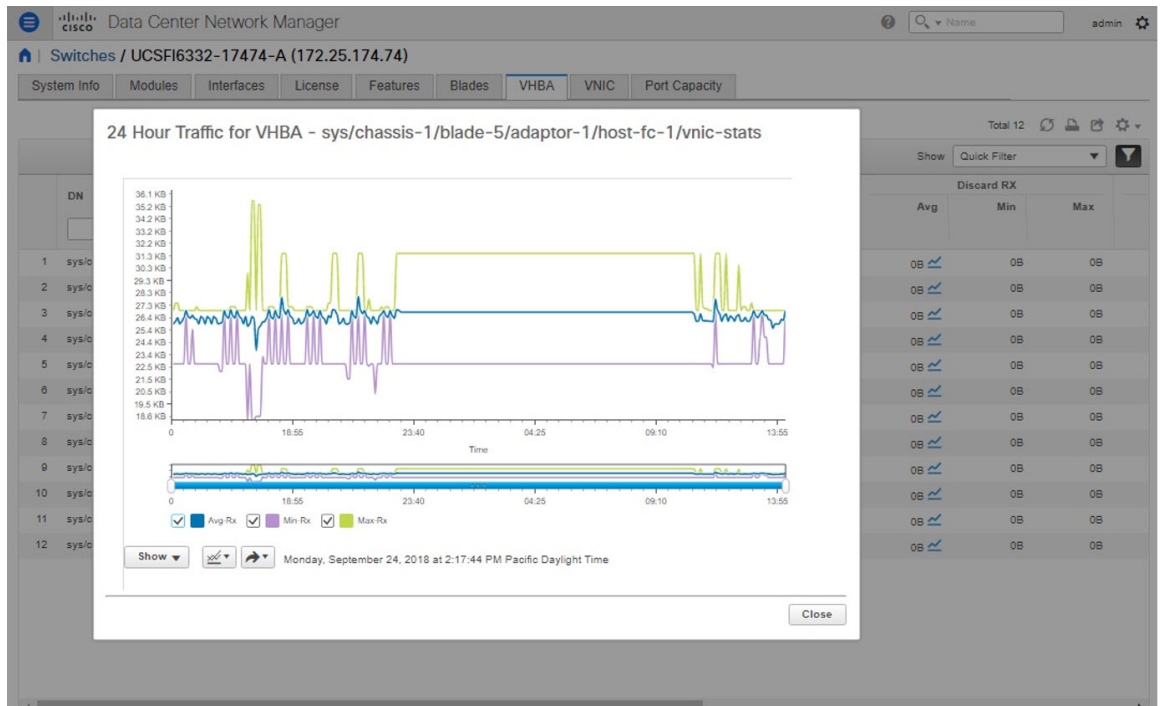 cisco Data Center Network Manager
Name
admin
Switches / UCSFI6332-17474-A (172.25.174.74)
System Info Modules Interfaces License Features Blades VHBA VNIC Port Capacity
Total 12
24 Hour Traffic for VHBA - sys/chassis-1/blade-5/adaptor-1/host-fc-1/vnic-stats
Show Quick Filter
Discard RX
DN
Avg Min Max
36.1 KB
35.2 KB
34.2 KB
33.2 KB
32.2 KB
31.3 KB
30.3 KB
29.3 KB
28.3 KB
27.3 KB
26.4 KB
25.4 KB
24.4 KB
23.4 KB
22.5 KB
21.5 KB
20.5 KB
19.5 KB
18.6 KB
0 18:55 23:40 04:25 09:10 13:55
Time
0 18:55 23:40 04:25 09:10 13:55
Avg-Rx Min-Rx Max-Rx
Show
Monday, September 24, 2018 at 2:17:44 PM Pacific Daylight Time
Close
1 sys/c 0B 0B 0B
2 sys/c 0B 0B 0B
3 sys/c 0B 0B 0B
4 sys/c 0B 0B 0B
5 sys/c 0B 0B 0B
6 sys/c 0B 0B 0B
7 sys/c 0B 0B 0B
8 sys/c 0B 0B 0B
9 sys/c 0B 0B 0B
10 sys/c 0B 0B 0B
11 sys/c 0B 0B 0B
12 sys/c 0B 0B 0B